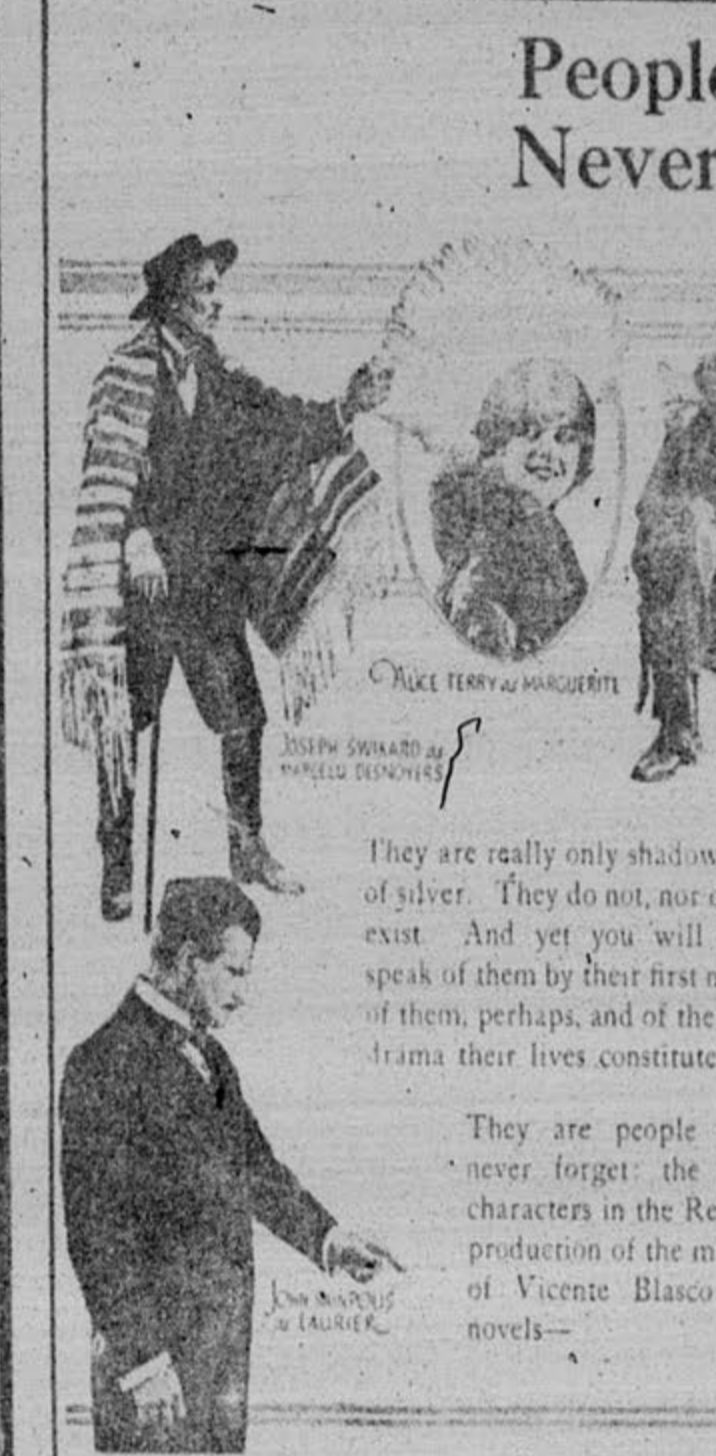 People
Never
ALICE TERRY as MARGUERITE
JOSEPH SWIKARD as
MARCELO DESNOYERS
They are really only shadow
of silver. They do not, nor
exist. And yet you will
speak of them by their first
of them, perhaps, and of the
drama their lives constitute
They are people
never forget: the
characters in the Re
production of the m
of Vicente Blasco
novels—
JOHN
as LAURIER